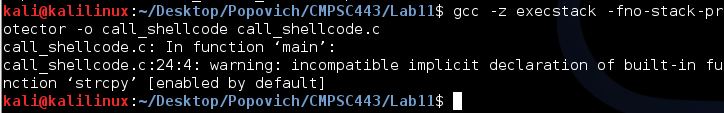 kali@kalilinux:~/Desktop/Popovich/CMPSC443/Lab11$ gcc -z execstack -fno-stack-pr
otector -o call_shellcode call_shellcode.c
call_shellcode.c: In function ‘main’:
call_shellcode.c:24:4: warning: incompatible implicit declaration of built-in fu
nction ‘strcpy’ [enabled by default]
kali@kalilinux:~/Desktop/Popovich/CMPSC443/Lab11$